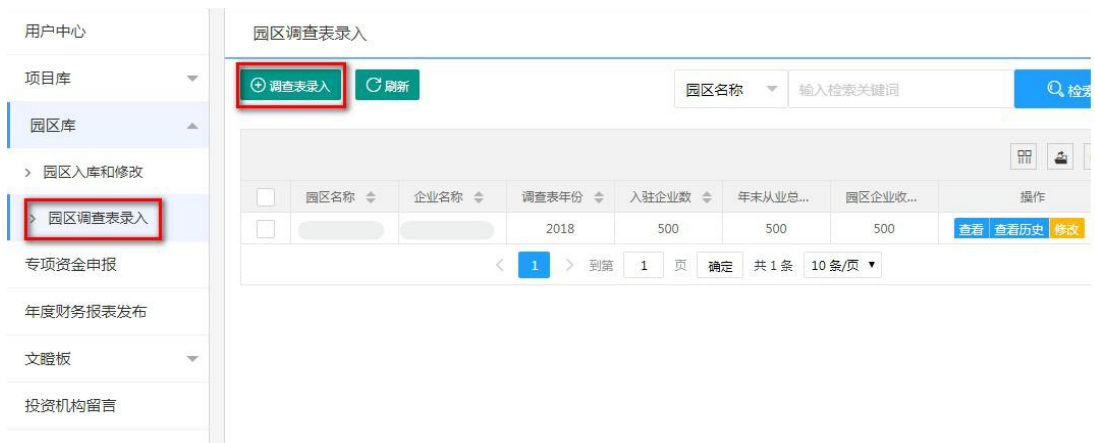 用户中心
项目库
园区库
园区入库和修改
园区调查表录入
专项资金申报
年度财务报表发布
文瞪板
投资机构留言
园区调查表录入
调查表录入 刷新 园区名称 输入检索关键词 检索
园区名称 企业名称 调查表年份 入驻企业数 年末从业总... 园区企业收... 操作
2018 500 500 500 查看 查看历史 修改
1 到第 1 页 确定 共 1 条 10 条/页